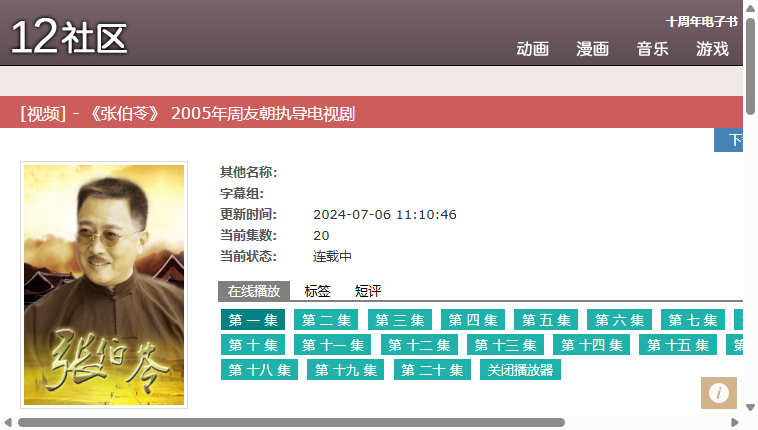 12社区
十周年电子书
动画 漫画 音乐 游戏
[视频] - 《张伯苓》 2005年周友朝执导电视剧
其他名称:
字幕组:
更新时间: 2024-07-06 11:10:46
当前集数: 20
当前状态: 连载中
在线播放 标签 短评
第 一 集 第 二 集 第 三 集 第 四 集 第 五 集 第 六 集 第 七 集
第 十 集 第 十一 集 第 十二 集 第 十三 集 第 十四 集 第 十五 集 第
第 十八 集 第 十九 集 第 二十 集 关闭播放器
张伯苓